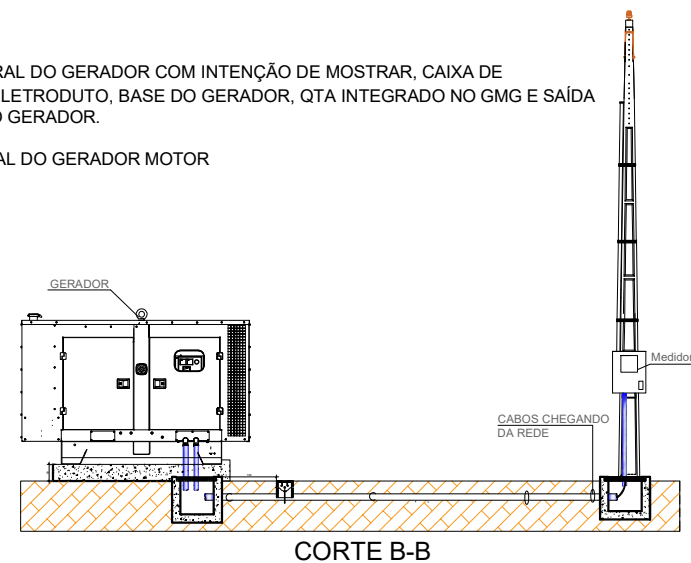 RAL DO GERADOR COM INTENÇÃO DE MOSTRAR, CAIXA DE
LETRODUTO, BASE DO GERADOR, QTA INTEGRADO NO GMG E SAÍDA
O GERADOR.
AL DO GERADOR MOTOR
GERADOR
Medidor
CABOS CHEGANDO
DA REDE
CORTE B-B